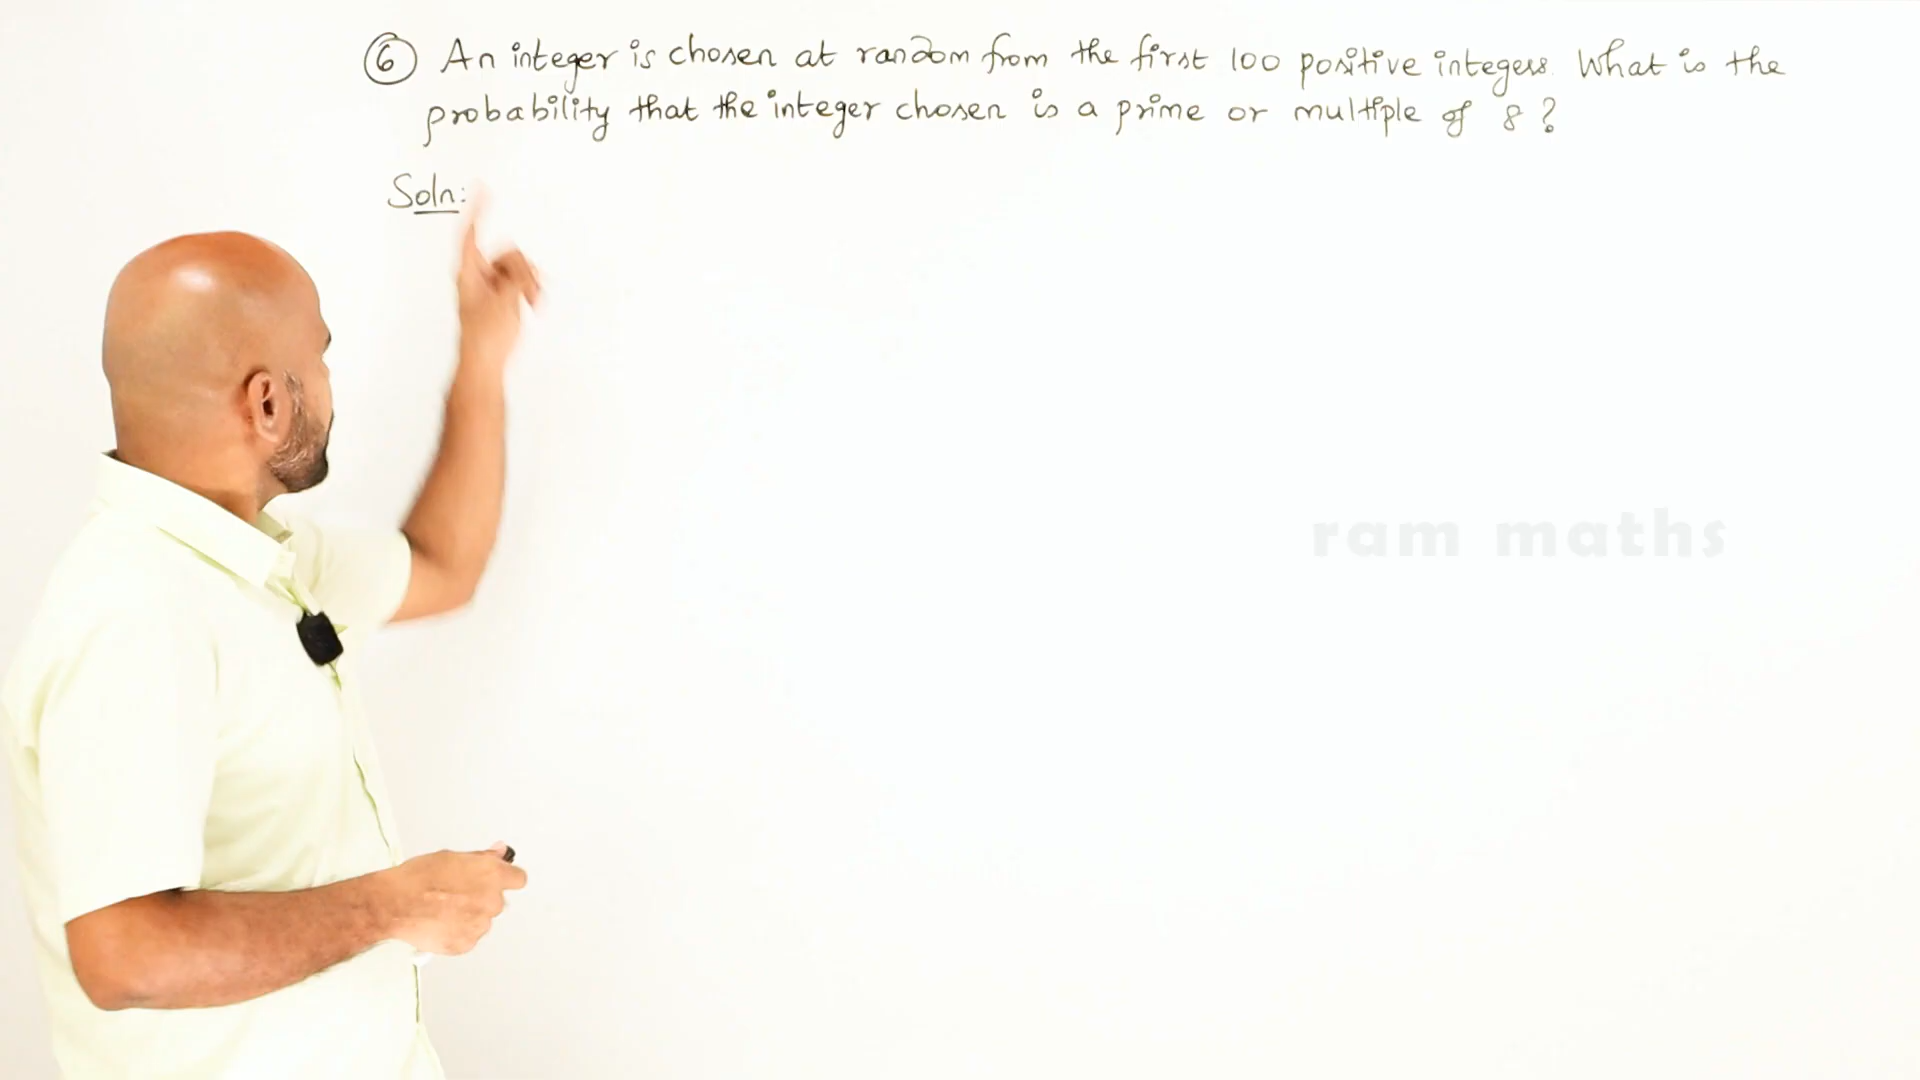 6 An integer is chosen at random from the first 100 positive integers. What is the
probability that the integer chosen is a prime or multiple of 8?
Soln:
ram maths